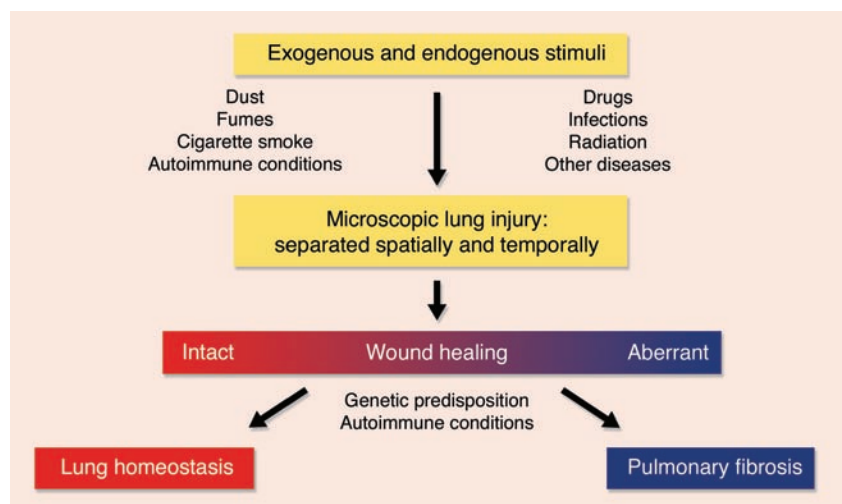 Exogenous and endogenous stimuli
Dust
Fumes
Cigarette smoke
Autoimmune conditions
Drugs
Infections
Radiation
Other diseases
Microscopic lung injury:
separated spatially and temporally
Intact Wound healing Aberrant
Genetic predisposition
Autoimmune conditions
Lung homeostasis
Pulmonary fibrosis